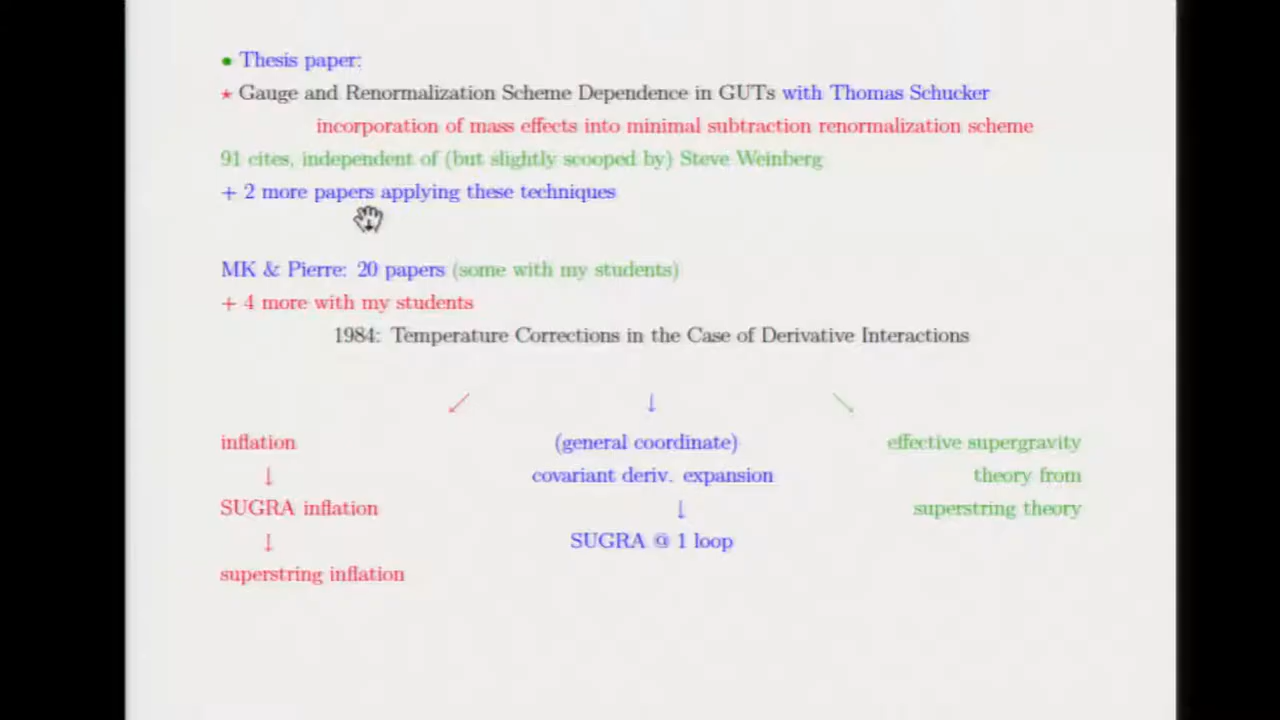 • Thesis paper:
⋆ Gauge and Renormalization Scheme Dependence in GUTs with Thomas Schucker
incorporation of mass effects into minimal subtraction renormalization scheme
91 cites, independent of (but slightly scooped by) Steve Weinberg
+ 2 more papers applying these techniques
MK & Pierre: 20 papers (some with my students)
+ 4 more with my students
1984: Temperature Corrections in the Case of Derivative Interactions
↙ ↓ ↘
inflation (general coordinate) effective supergravity
↓ covariant deriv. expansion theory from
SUGRA inflation ↓ superstring theory
↓ SUGRA @ 1 loop
superstring inflation